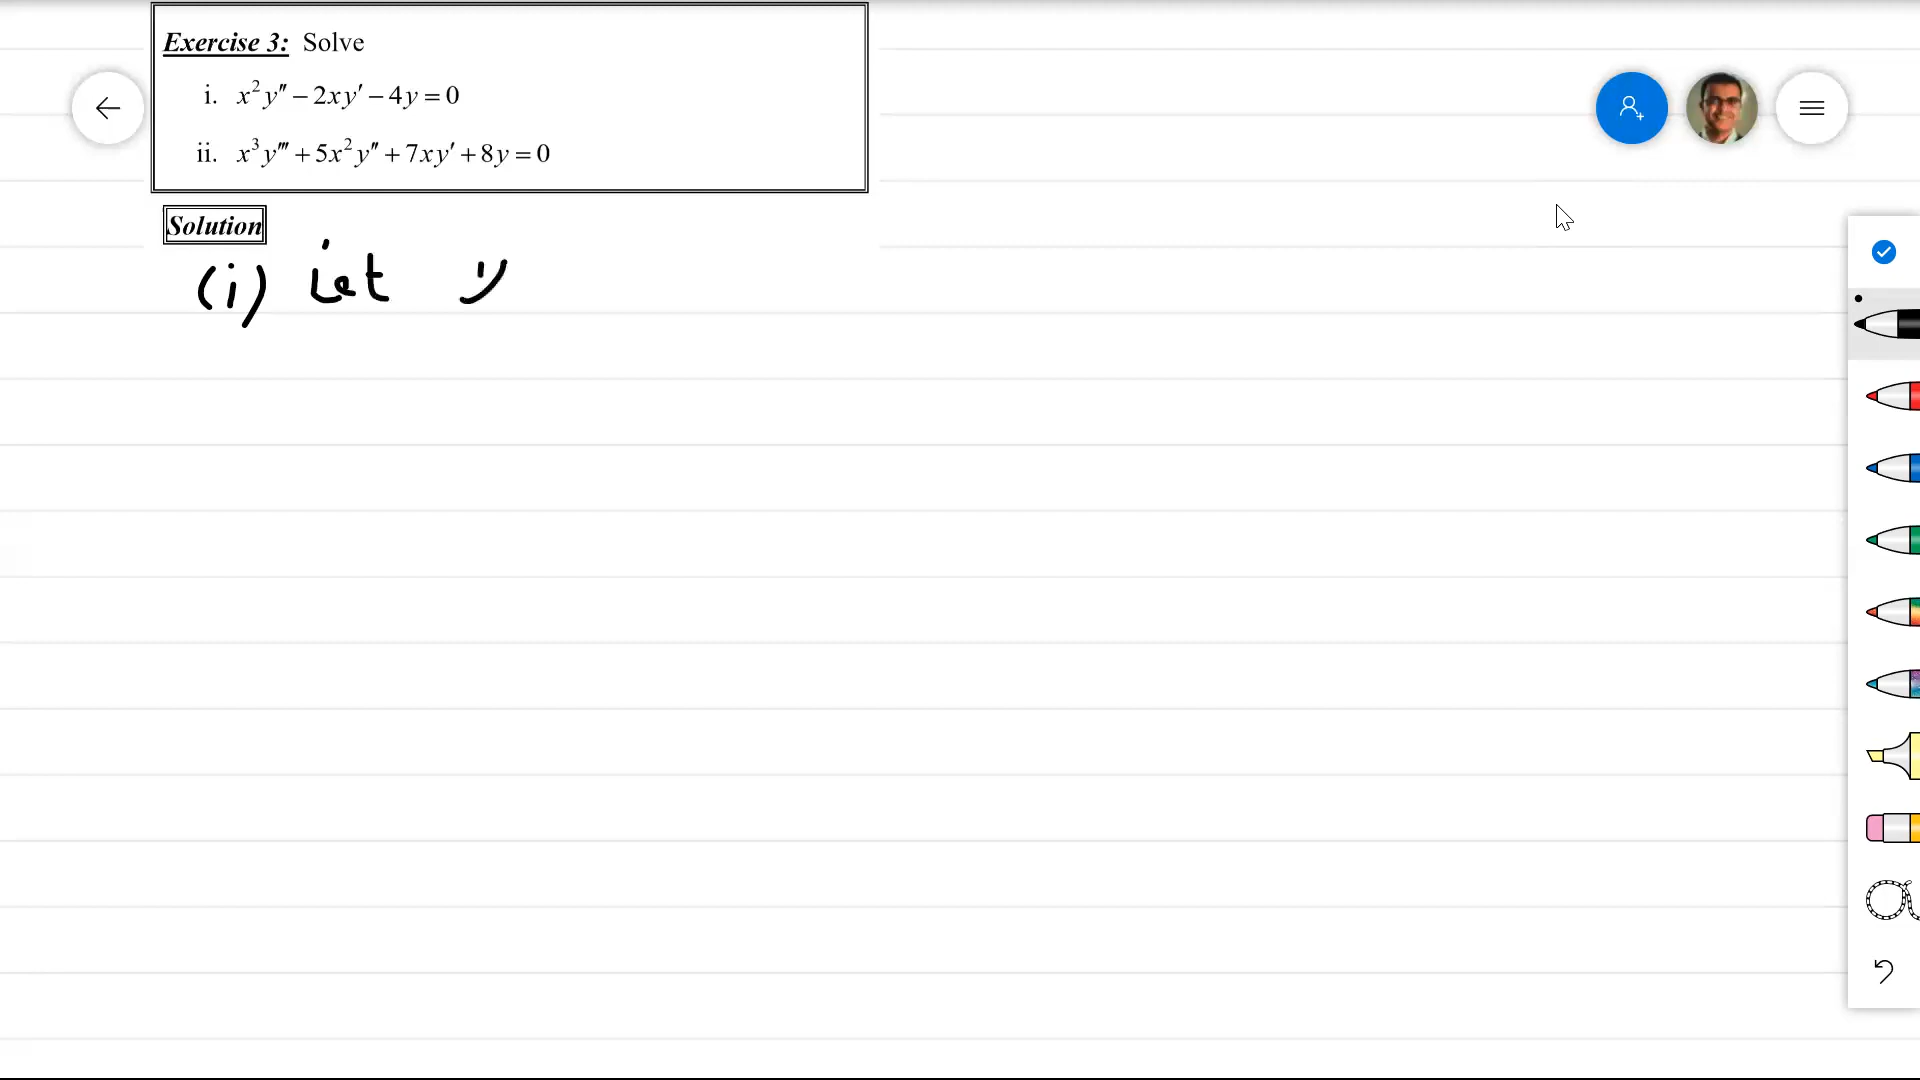 Exercise 3: Solve
i. x²y″ − 2xy′ − 4y = 0
ii. x³y‴ + 5x²y″ + 7xy′ + 8y = 0
Solution
(i) Let y